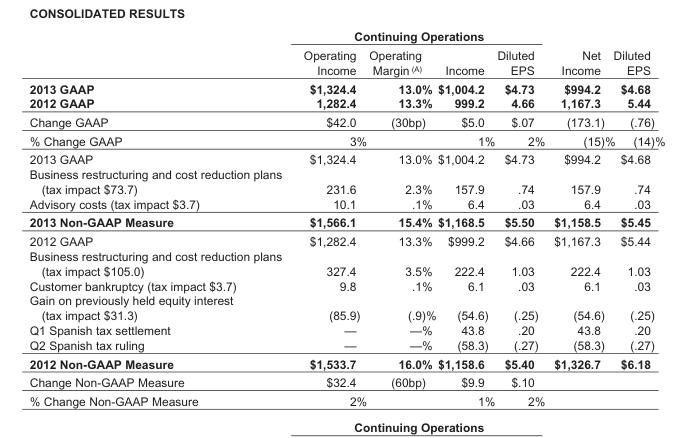 CONSOLIDATED RESULTS
Continuing Operations
Operating Operating Diluted Net Diluted
Income Margin (A) Income EPS Income EPS
2013 GAAP $1,324.4 13.0% $1,004.2 $4.73 $994.2 $4.68
2012 GAAP 1,282.4 13.3% 999.2 4.66 1,167.3 5.44
Change GAAP $42.0 (30bp) $5.0 $.07 (173.1) (.76)
% Change GAAP 3% 1% 2% (15)% (14)%
2013 GAAP $1,324.4 13.0% $1,004.2 $4.73 $994.2 $4.68
Business restructuring and cost reduction plans
(tax impact $73.7) 231.6 2.3% 157.9 .74 157.9 .74
Advisory costs (tax impact $3.7) 10.1 .1% 6.4 .03 6.4 .03
2013 Non-GAAP Measure $1,566.1 15.4% $1,168.5 $5.50 $1,158.5 $5.45
2012 GAAP $1,282.4 13.3% $999.2 $4.66 $1,167.3 $5.44
Business restructuring and cost reduction plans
(tax impact $105.0) 327.4 3.5% 222.4 1.03 222.4 1.03
Customer bankruptcy (tax impact $3.7) 9.8 .1% 6.1 .03 6.1 .03
Gain on previously held equity interest
(tax impact $31.3) (85.9) (.9)% (54.6) (.25) (54.6) (.25)
Q1 Spanish tax settlement — —% 43.8 .20 43.8 .20
Q2 Spanish tax ruling — —% (58.3) (.27) (58.3) (.27)
2012 Non-GAAP Measure $1,533.7 16.0% $1,158.6 $5.40 $1,326.7 $6.18
Change Non-GAAP Measure $32.4 (60bp) $9.9 $.10
% Change Non-GAAP Measure 2% 1% 2%
Continuing Operations